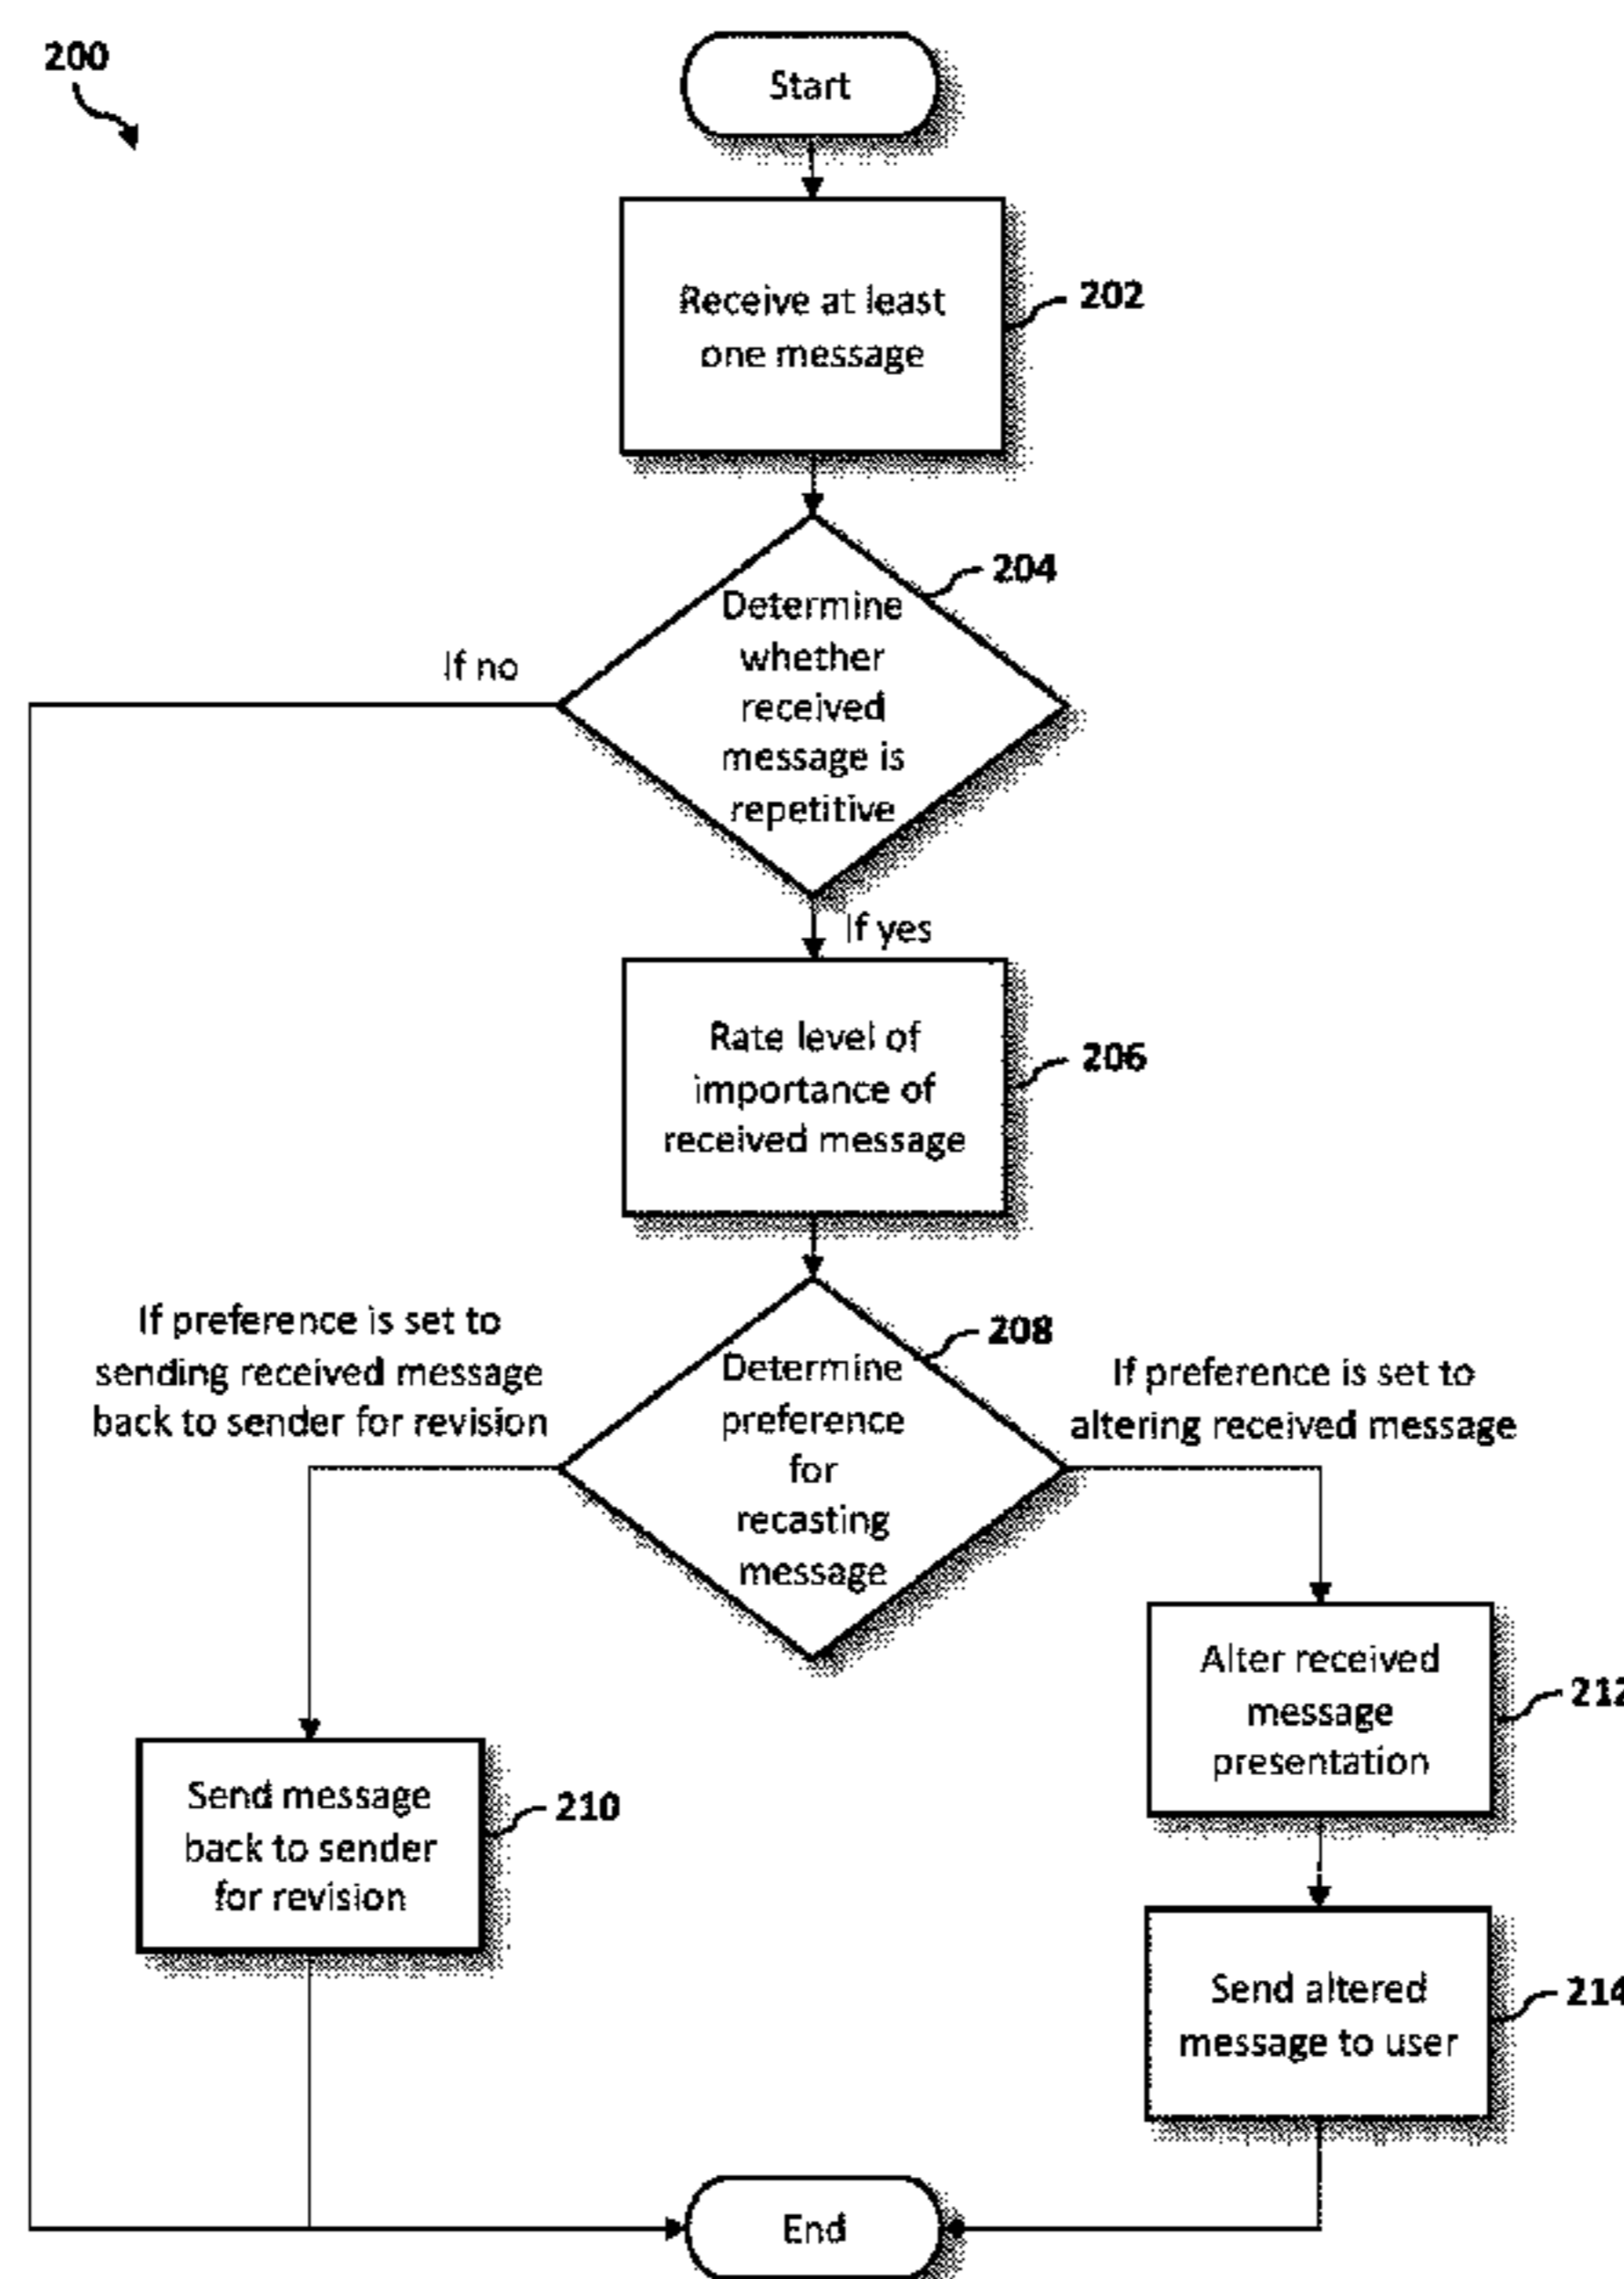 200
Start
Receive at least
one message
202
204
Determine
whether
received
message is
repetitive
If no
If yes
Rate level of
importance of
received message
206
208
Determine
preference
for
recasting
message
If preference is set to
sending received message
back to sender for revision
If preference is set to
altering received message
Send message
back to sender
for revision
210
Alter received
message
presentation
212
Send altered
message to user
214
End